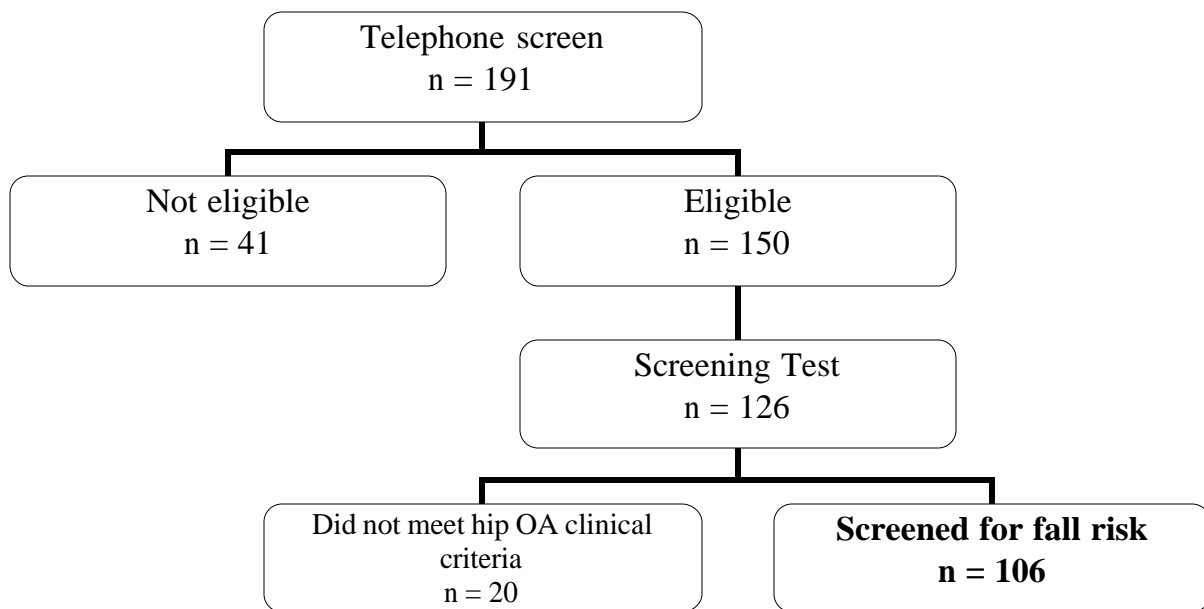 Telephone screen
n = 191
Not eligible
n = 41
Eligible
n = 150
Screening Test
n = 126
Did not meet hip OA clinical
criteria
n = 20
Screened for fall risk
n = 106